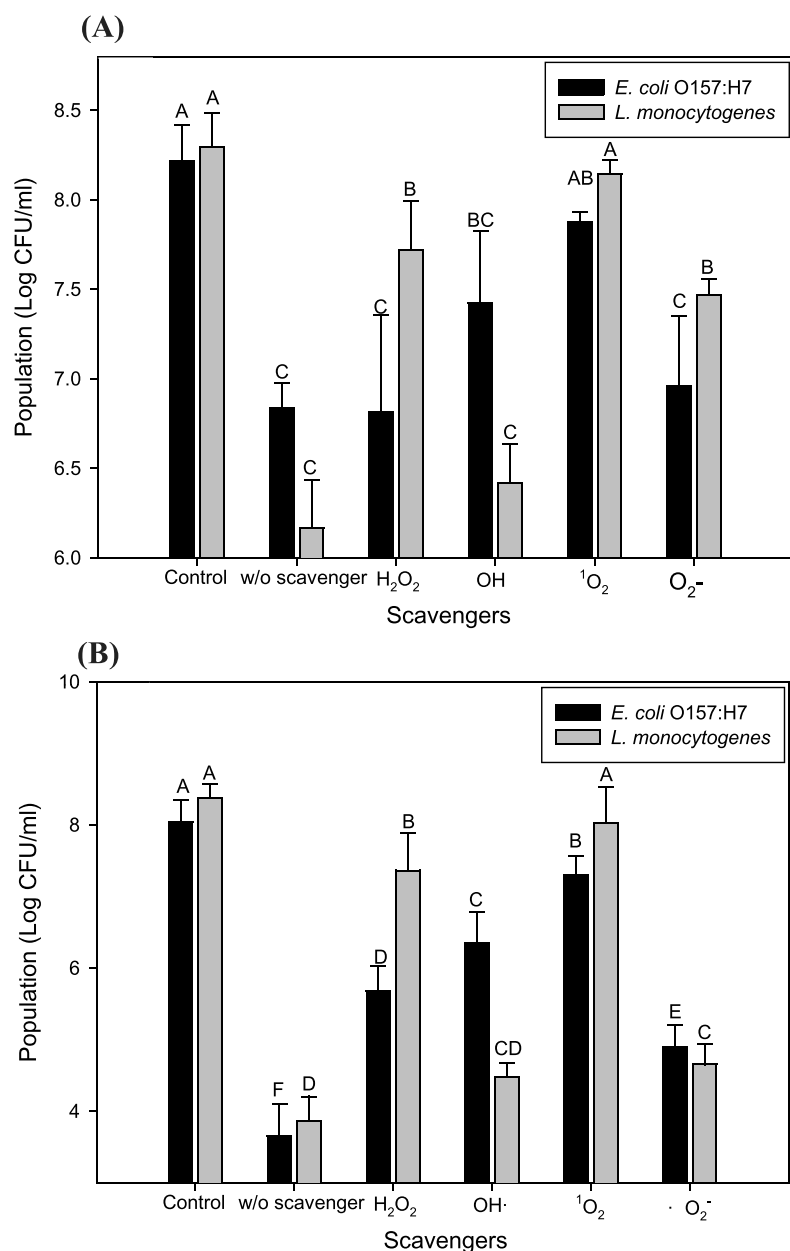 (A)
E. coli O157:H7
L. monocytogenes
Population (Log CFU/ml)
8.5
8.0
7.5
7.0
6.5
6.0
A A
C C
C B
BC C
AB A
C B
Control w/o scavenger H₂O₂ OH ¹O₂ O₂-
Scavengers
(B)
E. coli O157:H7
L. monocytogenes
Population (Log CFU/ml)
10
8
6
4
A A
F D
D B
C CD
B A
E C
Control w/o scavenger H₂O₂ OH· ¹O₂ · O₂⁻
Scavengers